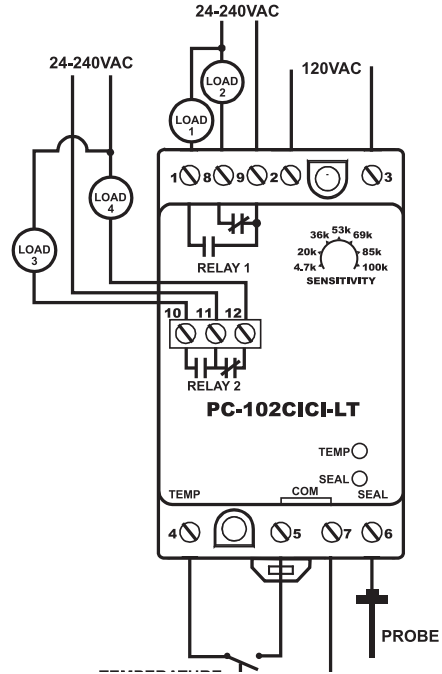 24-240VAC
24-240VAC
120VAC
LOAD
2
LOAD
1
LOAD
4
LOAD
3
1 8 9 2 3
RELAY 1
36k 53k 69k
20k 85k
4.7k 100k
SENSITIVITY
10 11 12
RELAY 2
PC-102CICI-LT
TEMP
SEAL
TEMP COM SEAL
4 5 7 6
PROBE
TEMPERATURE